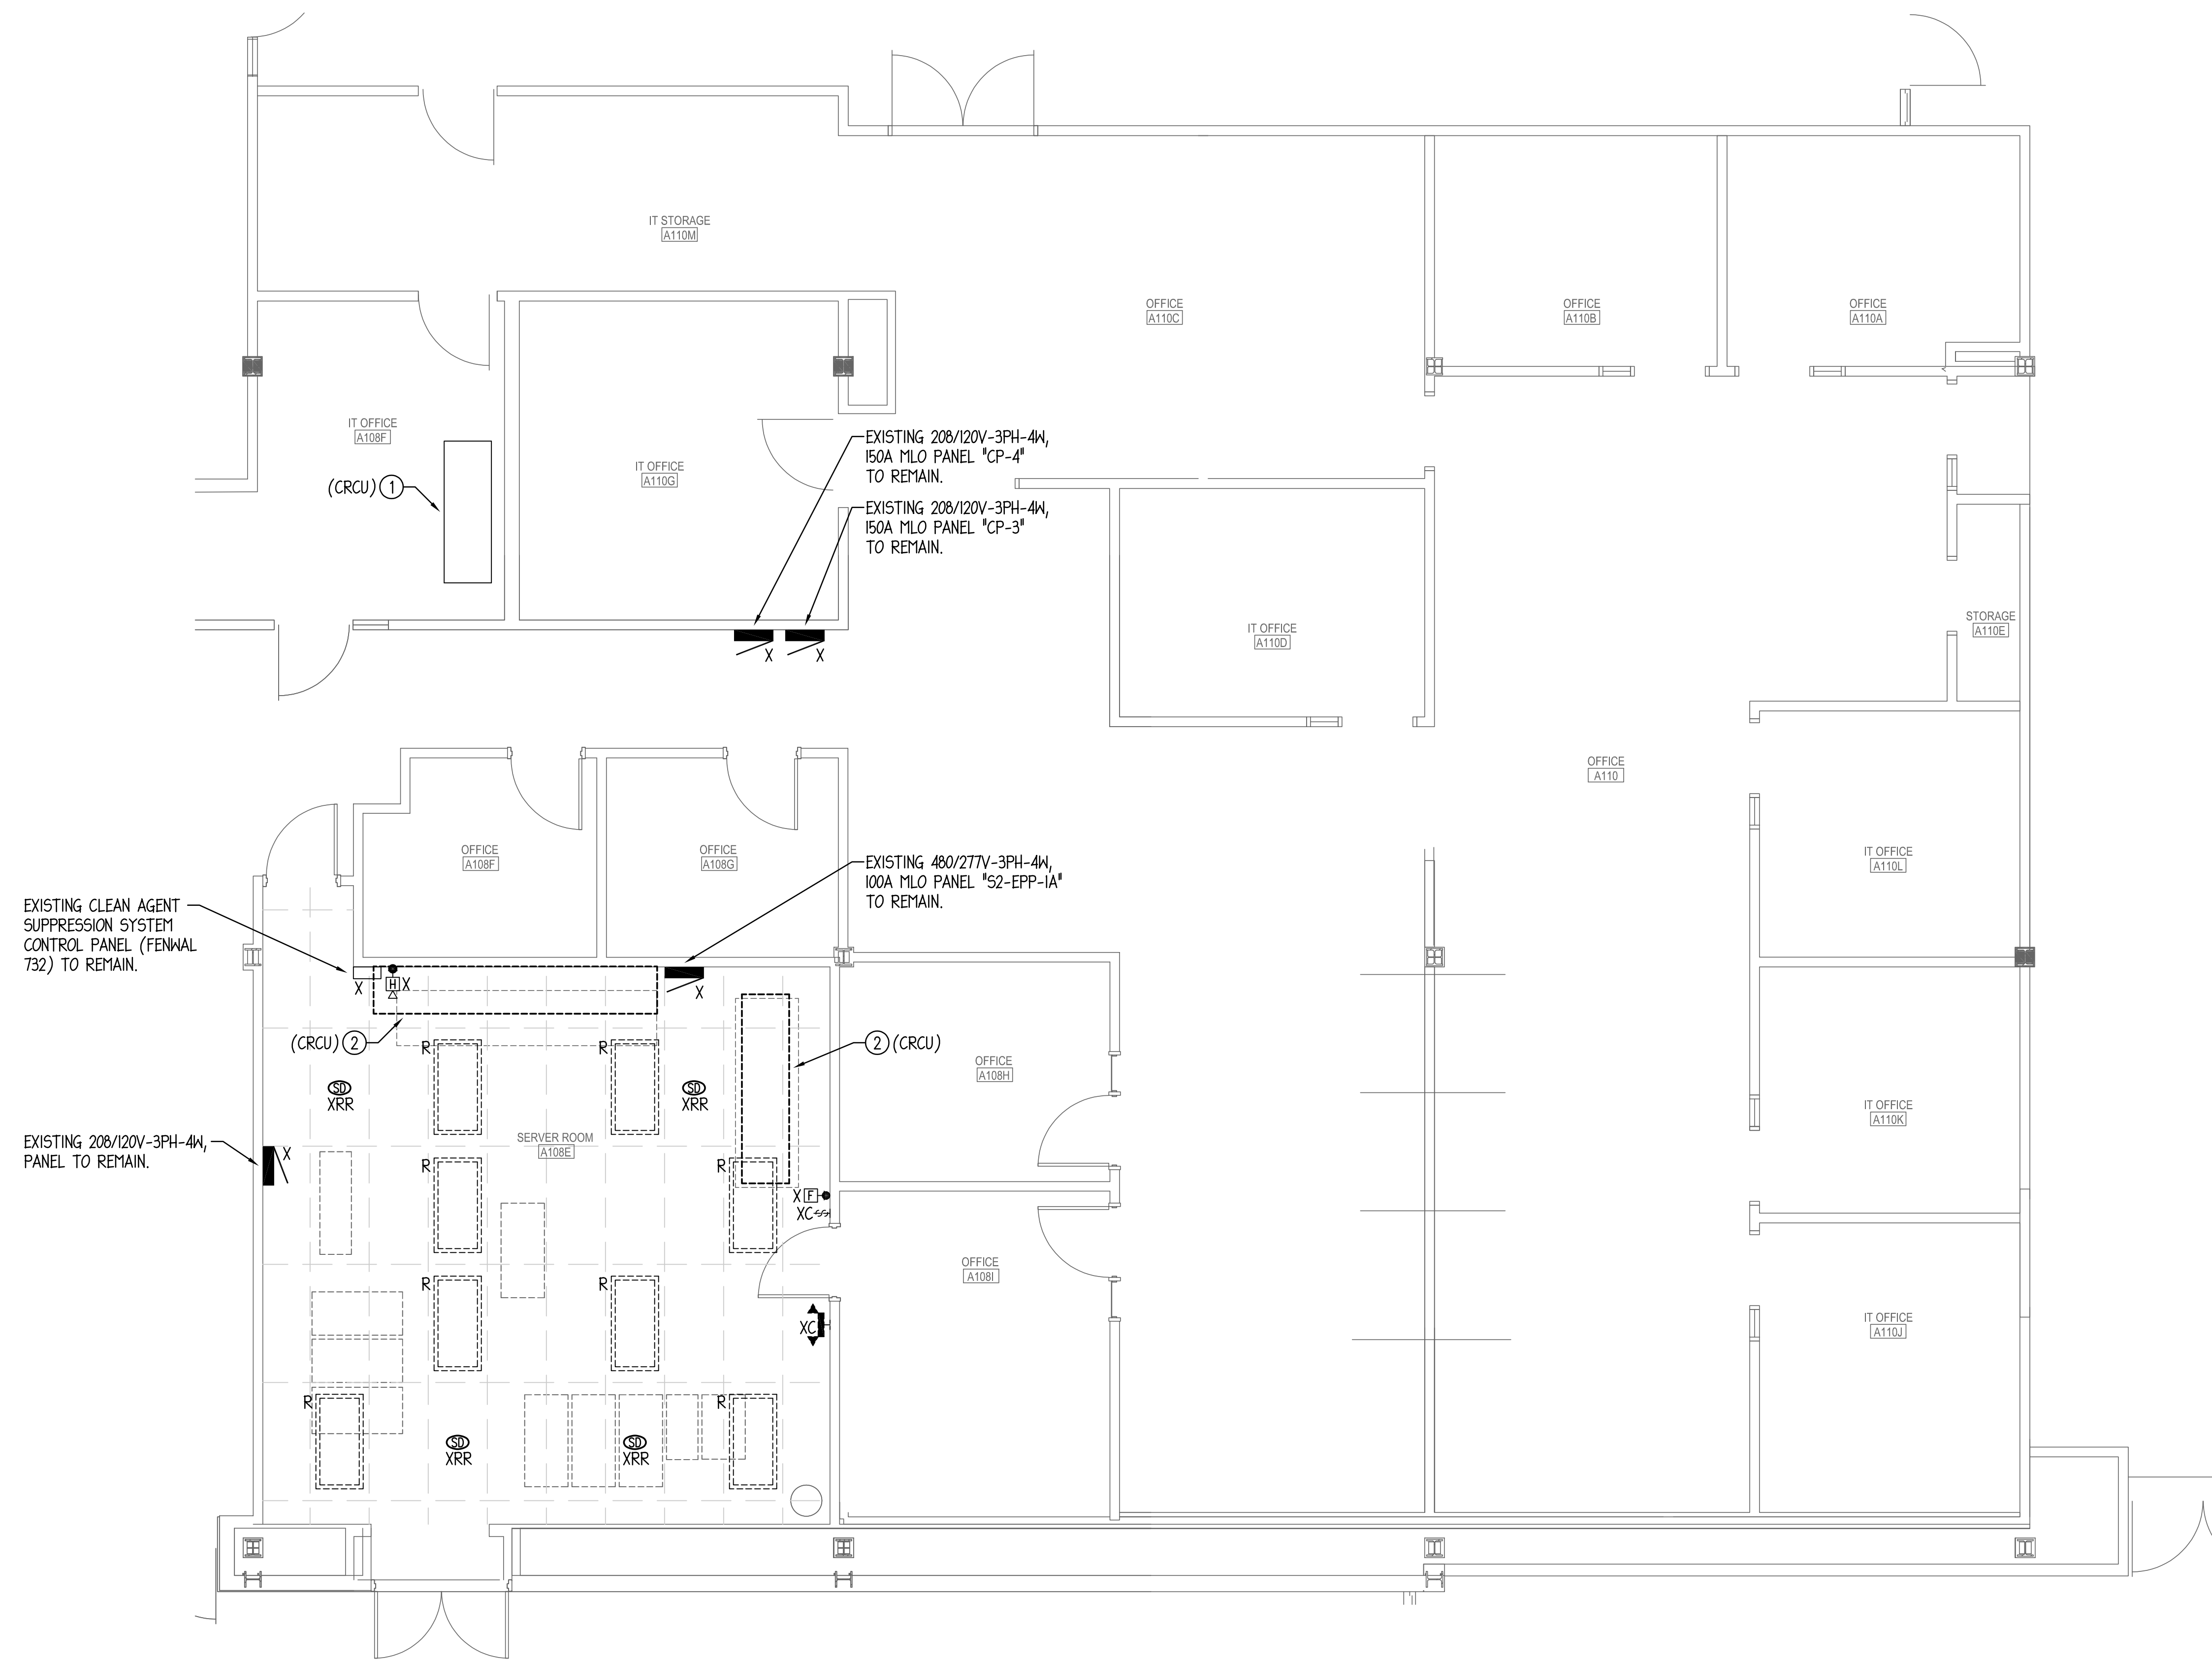 IT STORAGE
A110M
OFFICE
A110C
OFFICE
A110B
OFFICE
A110A
IT OFFICE
A108F
(CRCU) 1
IT OFFICE
A110G
EXISTING 208/120V-3PH-4W,
150A MLO PANEL "CP-4"
TO REMAIN.
EXISTING 208/120V-3PH-4W,
150A MLO PANEL "CP-3"
TO REMAIN.
X
X
IT OFFICE
A110D
STORAGE
A110E
OFFICE
A110
OFFICE
A108F
OFFICE
A108G
EXISTING 480/277V-3PH-4W,
100A MLO PANEL "S2-EPP-1A"
TO REMAIN.
IT OFFICE
A110L
EXISTING CLEAN AGENT
SUPPRESSION SYSTEM
CONTROL PANEL (FENWAL
732) TO REMAIN.
X
H X
X
(CRCU) 2
2 (CRCU)
R
R
SD
XRR
SD
XRR
OFFICE
A108H
IT OFFICE
A110K
EXISTING 208/120V-3PH-4W,
PANEL TO REMAIN.
X
SERVER ROOM
A108E
R
R
X F
XC
OFFICE
A108I
R
R
XC
IT OFFICE
A110J
R
R
SD
XRR
SD
XRR